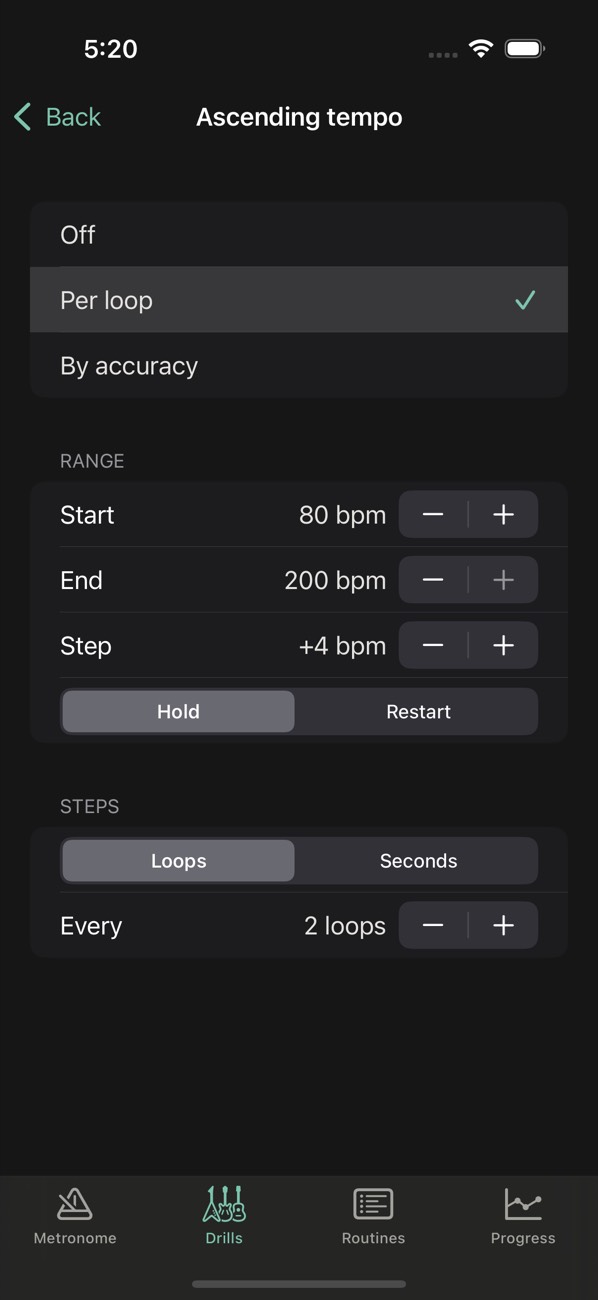 5:20
Back
Ascending tempo
Off
Per loop
By accuracy
RANGE
Start 80 bpm
End 200 bpm
Step +4 bpm
Hold Restart
STEPS
Loops Seconds
Every 2 loops
Metronome Drills Routines Progress